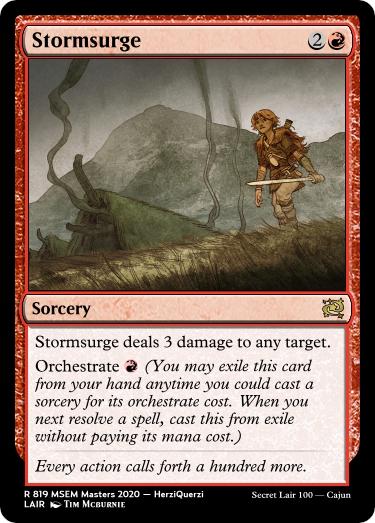 Stormsurge 2
Sorcery
Stormsurge deals 3 damage to any target.
Orchestrate (You may exile this card
from your hand anytime you could cast a
sorcery for its orchestrate cost. When you
next resolve a spell, cast this from exile
without paying its mana cost.)
Every action calls forth a hundred more.
R 819 MSEM Masters 2020 — HerziQuerzi Secret Lair 100 — Cajun
LAIR Tim McBurnie